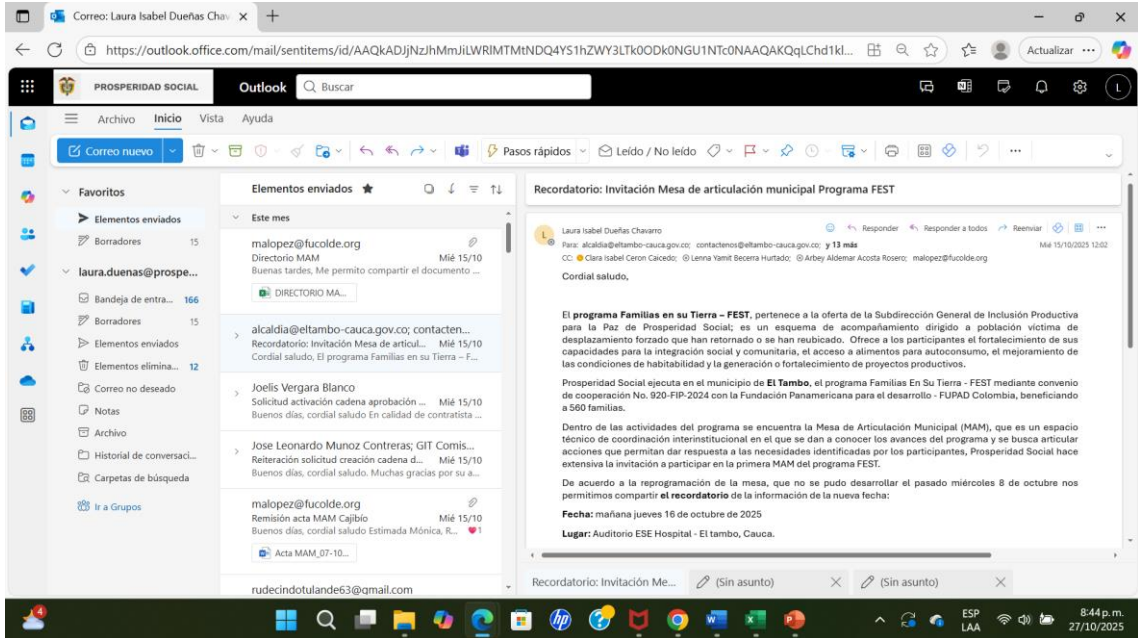 Correo: Laura Isabel Dueñas Chav
https://outlook.office.com/mail/sentitems/id/
Actualizar
PROSPERIDAD SOCIAL
Outlook
Buscar
Archivo Inicio Vista Ayuda
Correo nuevo
Pasos rápidos
Leído / No leído
Favoritos
Elementos enviados
Borradores 15
laura.duenas@prospe...
Bandeja de entra... 166
Borradores 15
Elementos enviados
Elementos elimina... 12
Correo no deseado
Notas
Archivo
Historial de conversaci...
Carpetas de búsqueda
Ir a Grupos
Elementos enviados
Este mes
malopez@fucolde.org
Directorio MAM Mié 15/10
Buenas tardes, Me permito compartir el documento ...
DIRECTORIO MA...
alcaldia@eltambo-cauca.gov.co; contacten...
Recordatorio: Invitación Mesa de articul... Mié 15/10
Cordial saludo, El programa Familias en su Tierra – F...
Joelis Vergara Blanco
Solicitud activación cadena aprobación ... Mié 15/10
Buenos días, cordial saludo En calidad de contratista ...
Jose Leonardo Munoz Contreras; GIT Comis...
Reiteración solicitud creación cadena d... Mié 15/10
Buenos días, cordial saludo. Muchas gracias por su a...
malopez@fucolde.org
Remisión acta MAM Cajibío Mié 15/10
Buenos días, cordial saludo Estimada Mónica, R... 1
Acta MAM_07-10...
rudecindotulande63@gmail.com
Recordatorio: Invitación Mesa de articulación municipal Programa FEST
L
Laura Isabel Dueñas Chavarro
Responder Responder a todos Reenviar
Para: alcaldia@eltambo-cauca.gov.co; contactenos@eltambo-cauca.gov.co; y 13 más
Mié 15/10/2025 12:02
CC: Clara Isabel Ceron Caicedo; Lenna Yamit Becerra Hurtado; Arbey Aldemar Acosta Rosero; malopez@fucolde.org
Cordial saludo,
El programa Familias en su Tierra – FEST, pertenece a la oferta de la Subdirección General de Inclusión Productiva
para la Paz de Prosperidad Social; es un esquema de acompañamiento dirigido a población víctima de
desplazamiento forzado que han retornado o se han reubicado. Ofrece a los participantes el fortalecimiento de sus
capacidades para la integración social y comunitaria, el acceso a alimentos para autoconsumo, el mejoramiento de
las condiciones de habitabilidad y la generación o fortalecimiento de proyectos productivos.
Prosperidad Social ejecuta en el municipio de El Tambo, el programa Familias En Su Tierra - FEST mediante convenio
de cooperación No. 920-FIP-2024 con la Fundación Panamericana para el desarrollo - FUPAD Colombia, beneficiando
a 560 familias.
Dentro de las actividades del programa se encuentra la Mesa de Articulación Municipal (MAM), que es un espacio
técnico de coordinación interinstitucional en el que se dan a conocer los avances del programa y se busca articular
acciones que permitan dar respuesta a las necesidades identificadas por los participantes, Prosperidad Social hace
extensiva la invitación a participar en la primera MAM del programa FEST.
De acuerdo a la reprogramación de la mesa, que no se pudo desarrollar el pasado miércoles 8 de octubre nos
permitimos compartir el recordatorio de la información de la nueva fecha:
Fecha: mañana jueves 16 de octubre de 2025
Lugar: Auditorio ESE Hospital - El tambo, Cauca.
Recordatorio: Invitación Me... (Sin asunto) (Sin asunto)
4
ESP
LAA
8:44 p. m.
27/10/2025